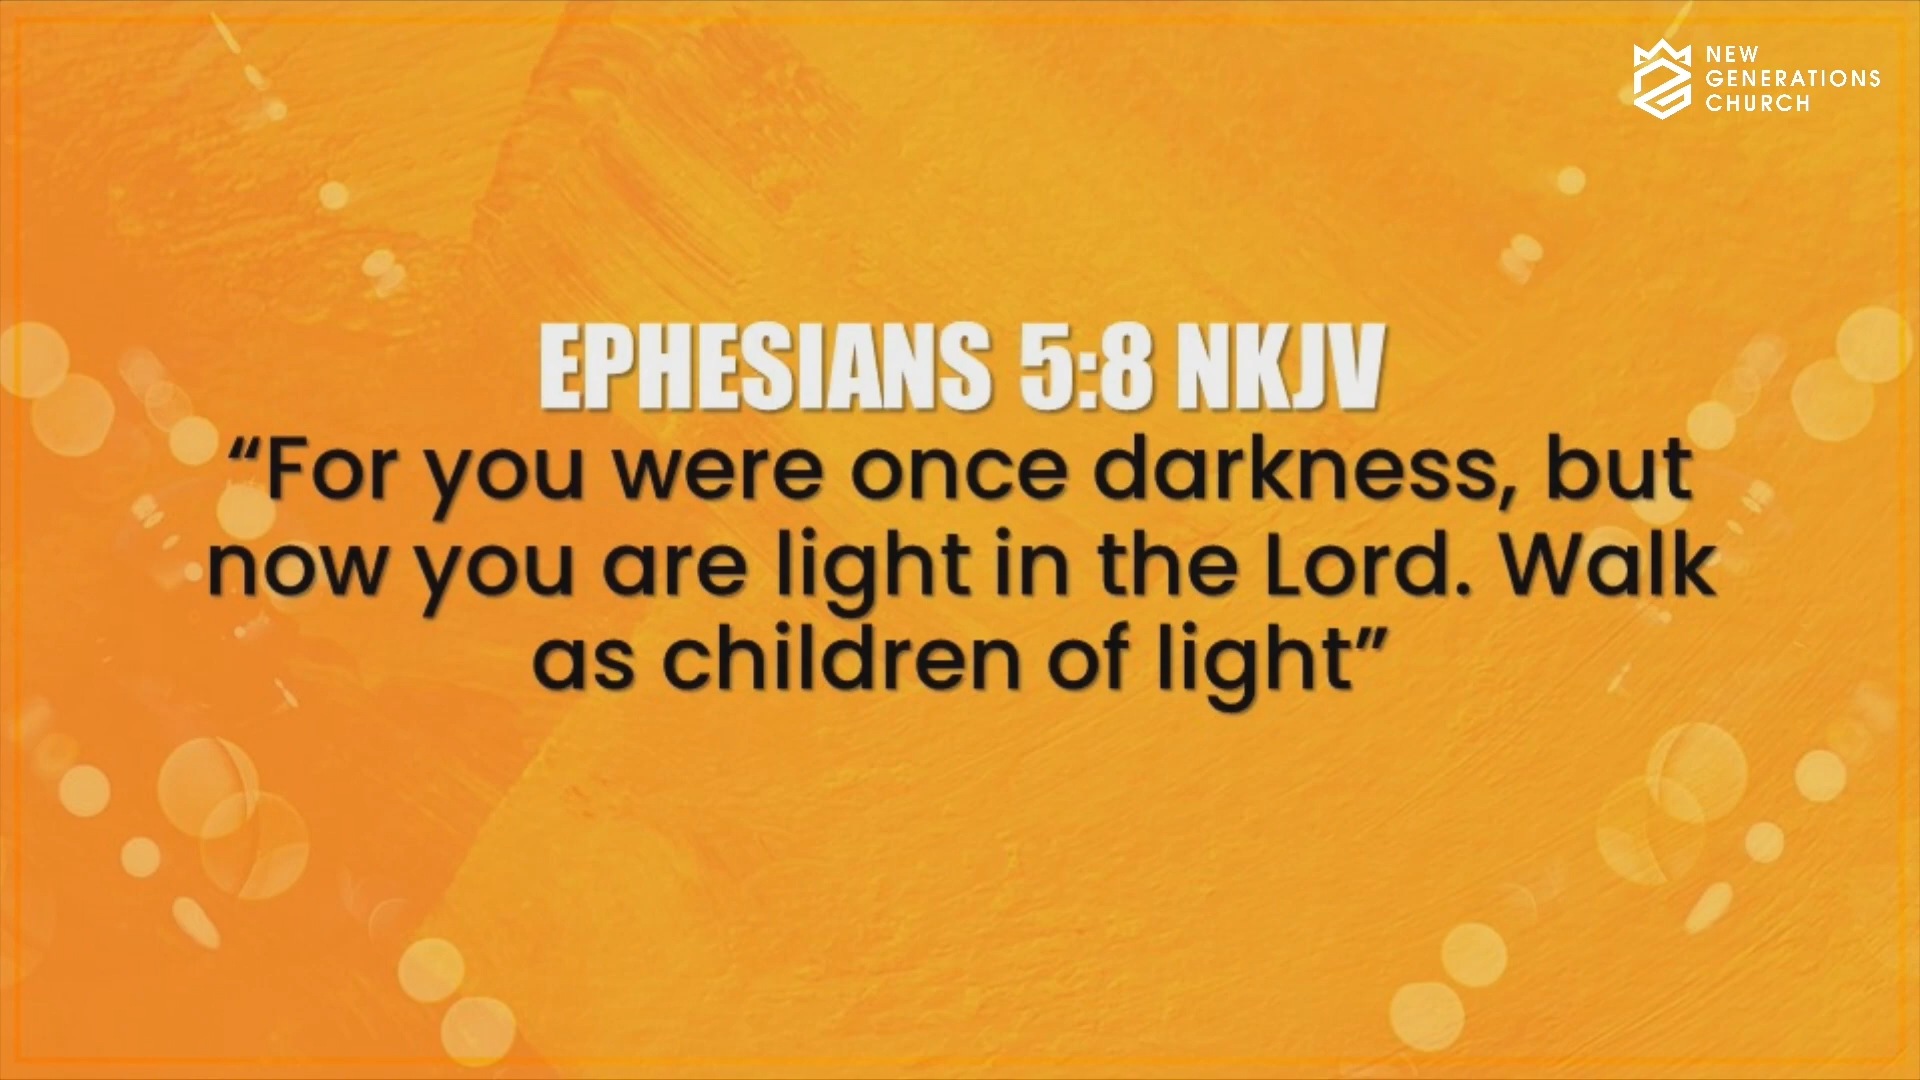 NEW
GENERATIONS
CHURCH
EPHESIANS 5:8 NKJV
“For you were once darkness, but
now you are light in the Lord. Walk
as children of light”